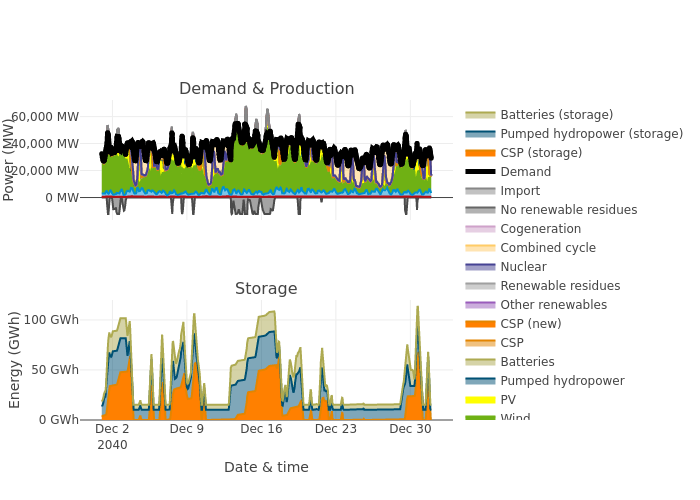 Demand & Production
Power (MW)
60,000 MW
40,000 MW
20,000 MW
0 MW
Storage
Energy (GWh)
100 GWh
50 GWh
0 GWh
Dec 2
2040
Dec 9
Dec 16
Dec 23
Dec 30
Date & time
Batteries (storage)
Pumped hydropower (storage)
CSP (storage)
Demand
Import
No renewable residues
Cogeneration
Combined cycle
Nuclear
Renewable residues
Other renewables
CSP (new)
CSP
Batteries
Pumped hydropower
PV
Wind